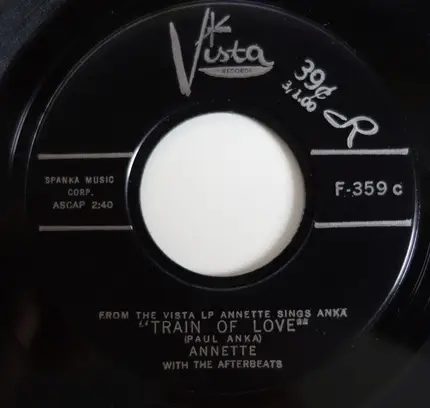 Vista
RECORDS
39¢
3/1.00
R
SPANKA MUSIC
CORP.
ASCAP 2:40
F-359 c
FROM THE VISTA LP ANNETTE SINGS ANKA
"TRAIN OF LOVE"
(PAUL ANKA)
ANNETTE
WITH THE AFTERBEATS